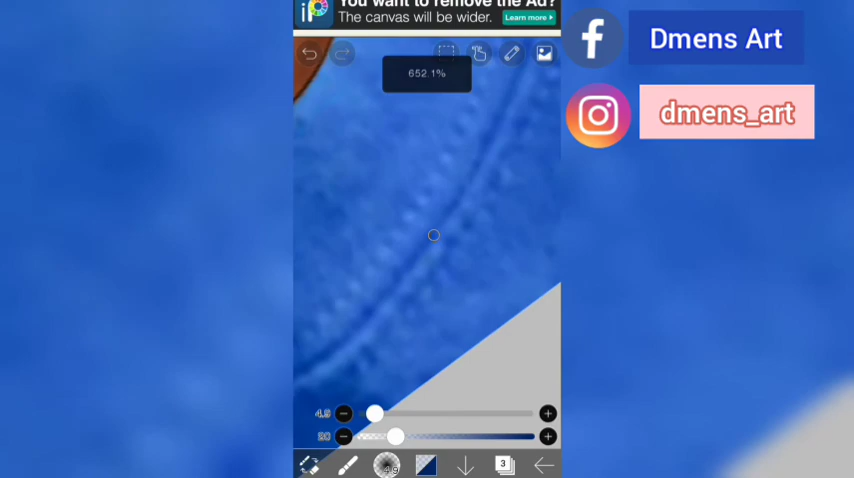 You want to remove the Ad?
The canvas will be wider.
Learn more
652.1%
4.9
20
4.9
3
Dmens Art
dmens_art